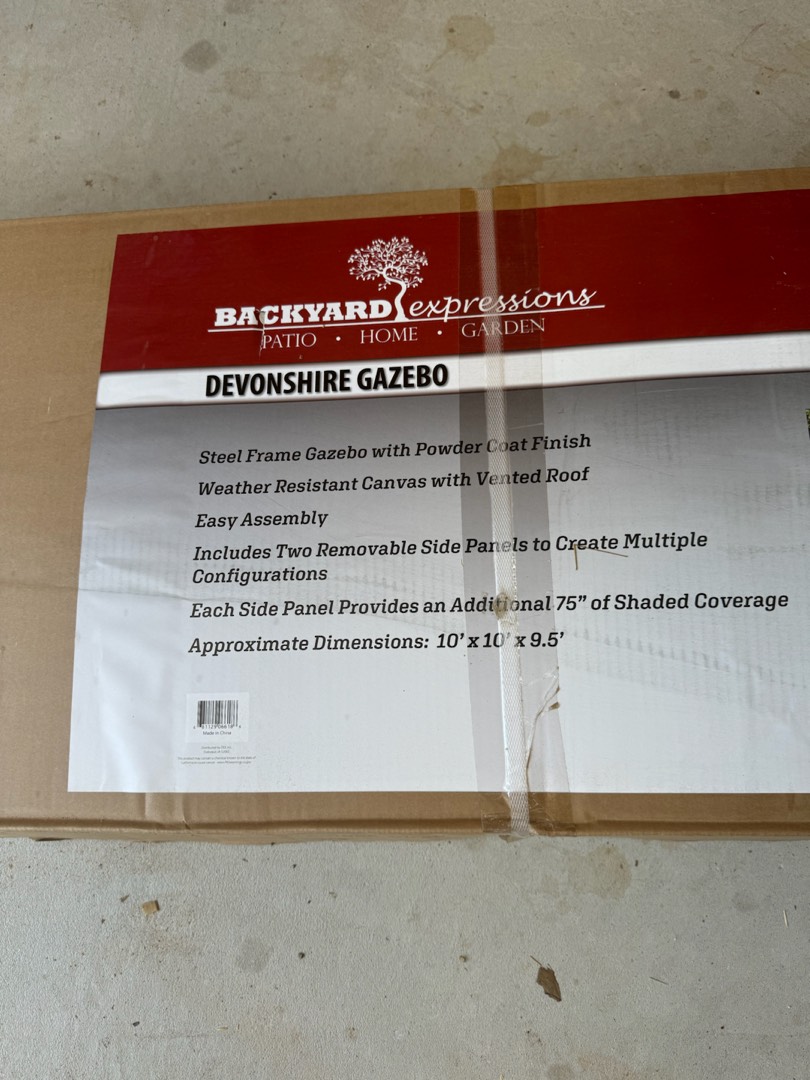 BACKYARD expressions
PATIO • HOME • GARDEN
DEVONSHIRE GAZEBO
Steel Frame Gazebo with Powder Coat Finish
Weather Resistant Canvas with Vented Roof
Easy Assembly
Includes Two Removable Side Panels to Create Multiple
Configurations
Each Side Panel Provides an Additional 75” of Shaded Coverage
Approximate Dimensions: 10’ x 10’ x 9.5’
Made in China